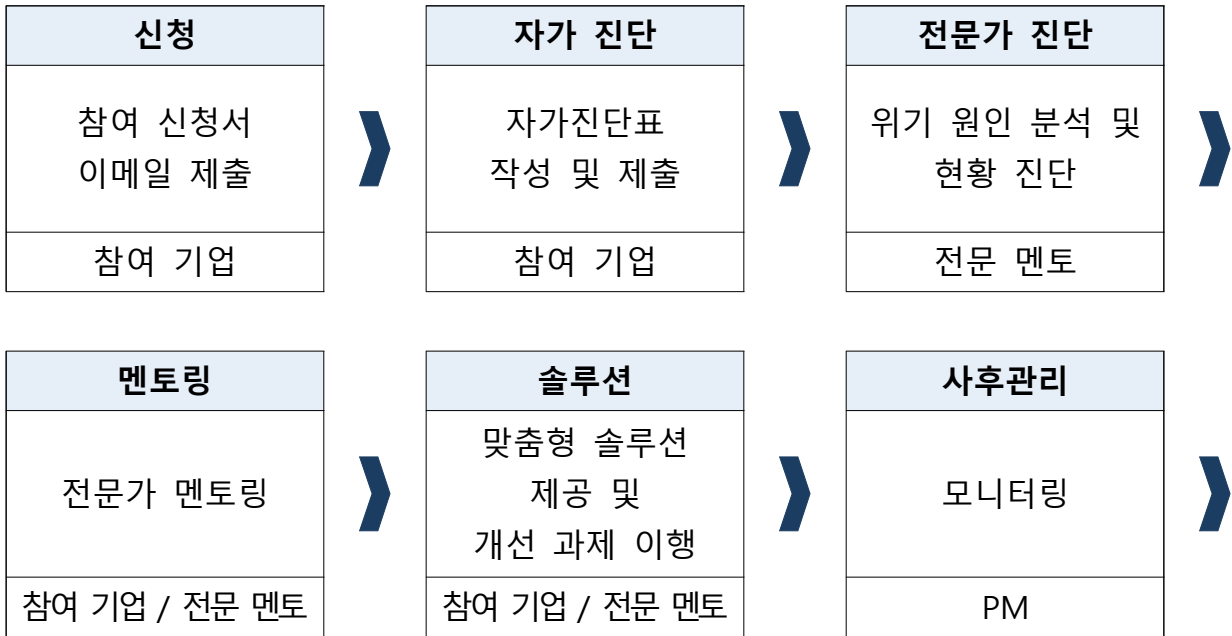 신청
참여 신청서
이메일 제출
참여 기업
자가 진단
자가진단표
작성 및 제출
참여 기업
전문가 진단
위기 원인 분석 및
현황 진단
전문 멘토
멘토링
전문가 멘토링
참여 기업 / 전문 멘토
솔루션
맞춤형 솔루션
제공 및
개선 과제 이행
참여 기업 / 전문 멘토
사후관리
모니터링
PM